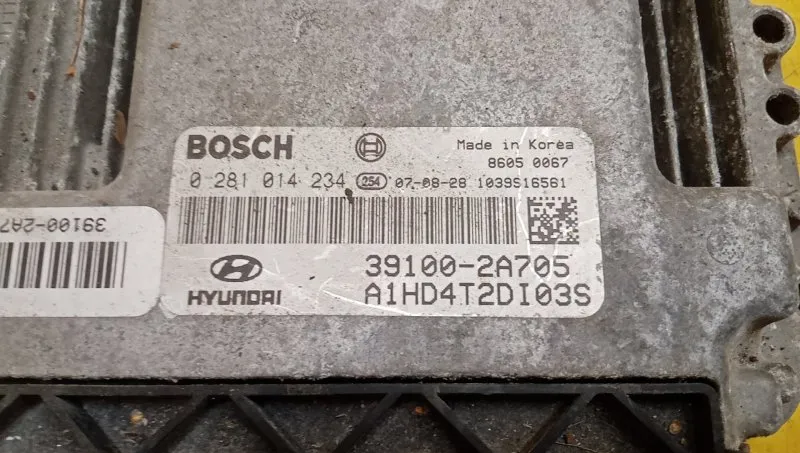 BOSCH
Made in Korea
8605 0067
0 281 014 234 254 07-08-28 1039S16561
39100-2A7
HYUNDAI
39100-2A705
A1HD4T2DI03S